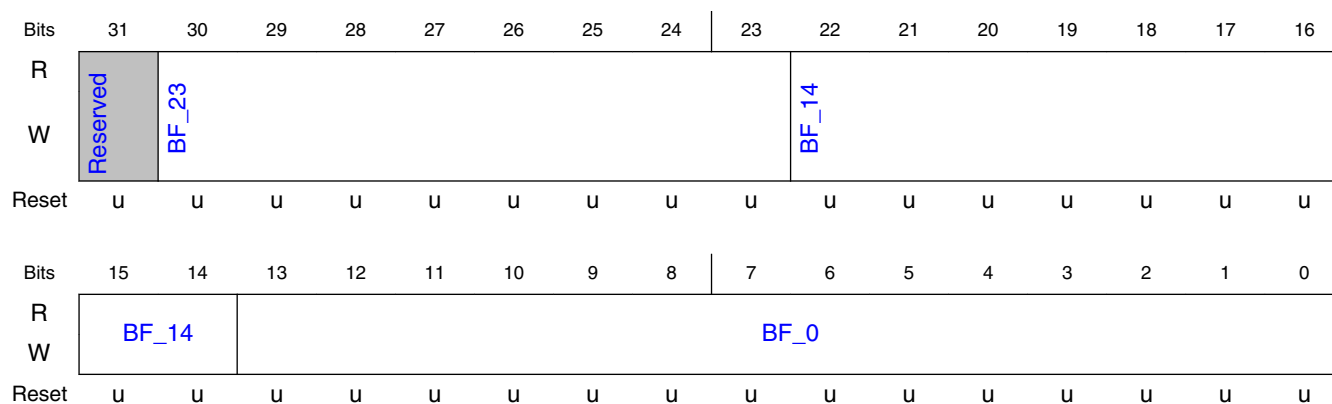 Bits 31 30 29 28 27 26 25 24 23 22 21 20 19 18 17 16
R
W
Reserved
BF_23
BF_14
Reset u u u u u u u u u u u u u u u u
Bits 15 14 13 12 11 10 9 8 7 6 5 4 3 2 1 0
R
BF_14 BF_0
W
Reset u u u u u u u u u u u u u u u u